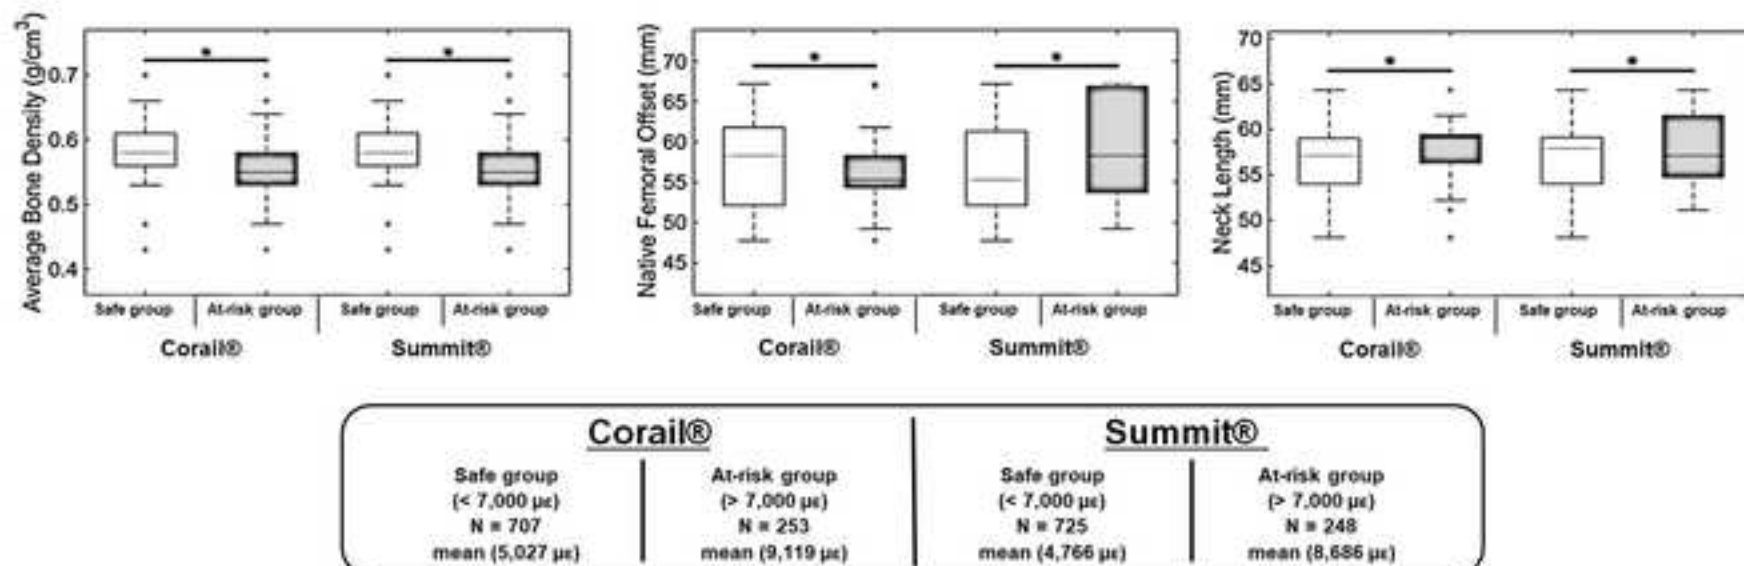 Average Bone Density (g/cm³)
0.7
0.6
0.5
0.4
Safe group At-risk group Safe group At-risk group
Corail® Summit®
Native Femoral Offset (mm)
70
65
60
55
50
45
Safe group At-risk group Safe group At-risk group
Corail® Summit®
Neck Length (mm)
70
65
60
55
50
45
Safe group At-risk group Safe group At-risk group
Corail® Summit®
Corail®
Safe group
(< 7,000 µε)
N = 707
mean (5,027 µε)
At-risk group
(> 7,000 µε)
N = 253
mean (9,119 µε)
Summit®
Safe group
(< 7,000 µε)
N = 725
mean (4,766 µε)
At-risk group
(> 7,000 µε)
N = 248
mean (8,686 µε)